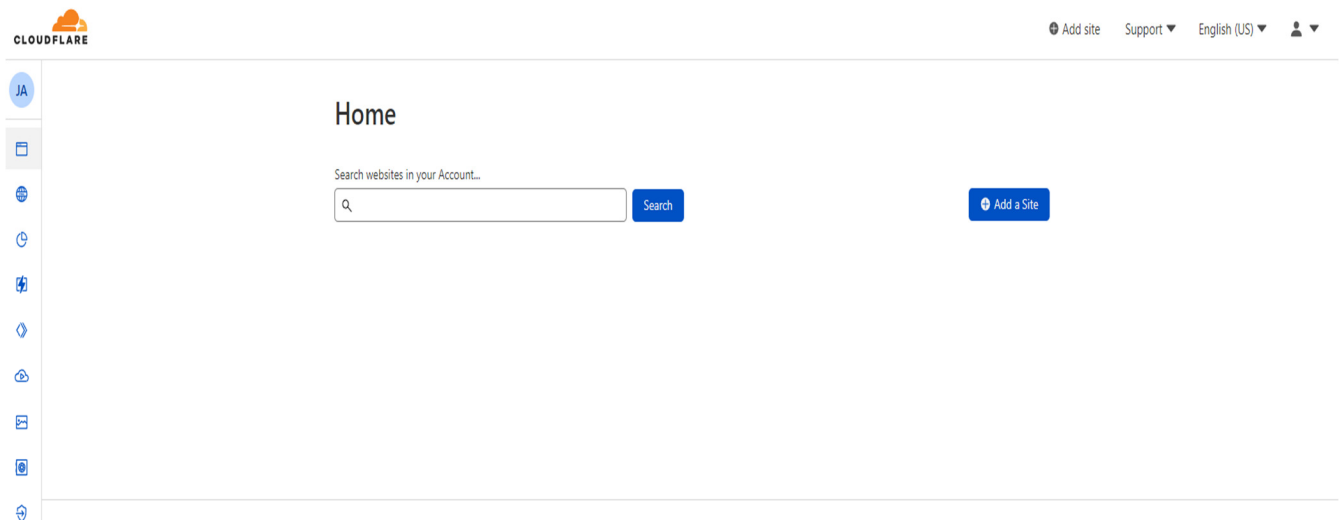 CLOUDFLARE
Add site Support English (US)
JA
Home
Search websites in your Account...
Search
Add a Site